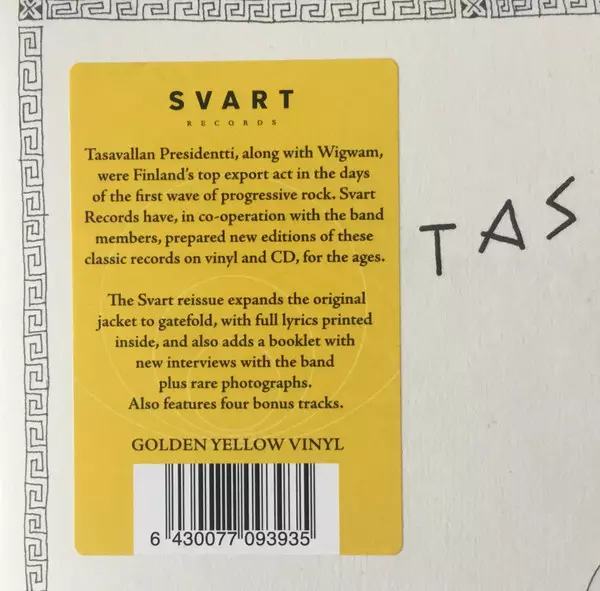 SVART
RECORDS
Tasavallan Presidentti, along with Wigwam,
were Finland's top export act in the days
of the first wave of progressive rock. Svart
Records have, in co-operation with the band
members, prepared new editions of these
classic records on vinyl and CD, for the ages.
The Svart reissue expands the original
jacket to gatefold, with full lyrics printed
inside, and also adds a booklet with
new interviews with the band
plus rare photographs.
Also features four bonus tracks.
GOLDEN YELLOW VINYL
6 430077 093935
TAS